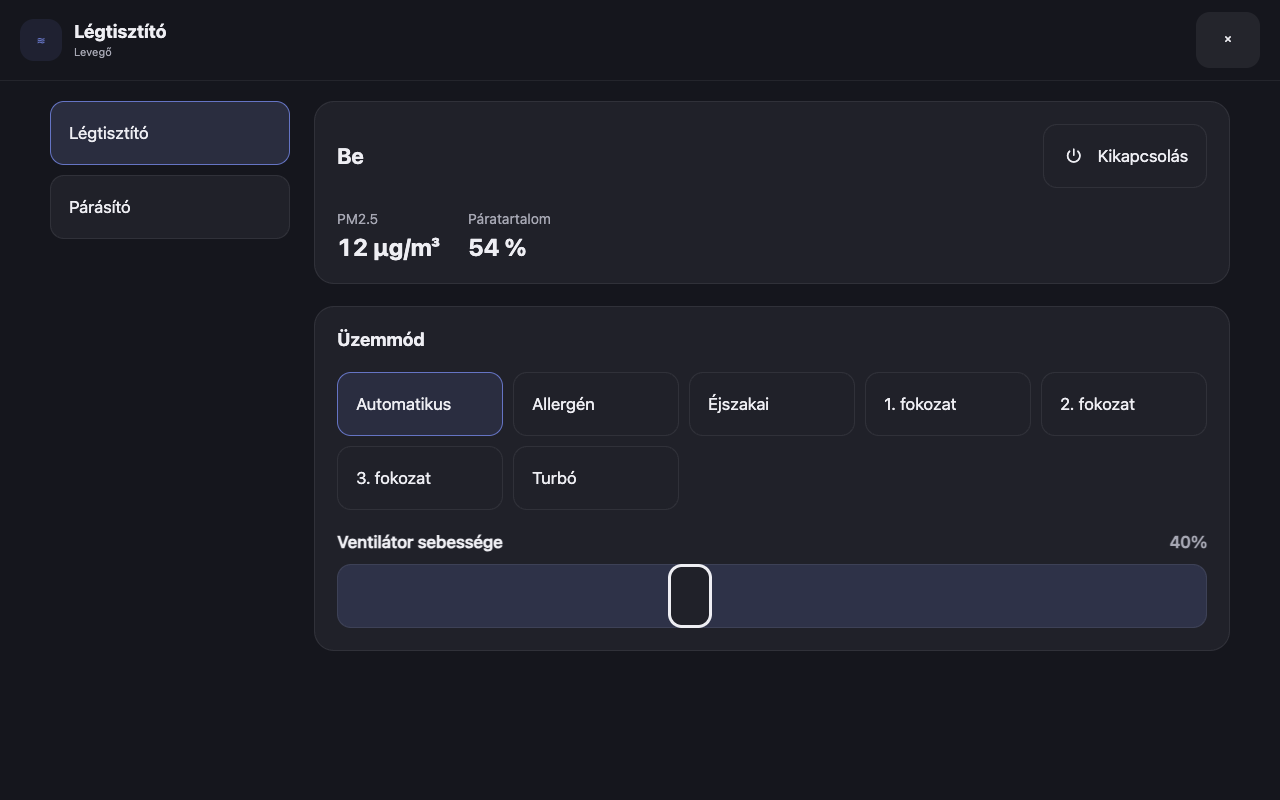 Légtisztító
Levegő
×
Légtisztító
Párásító
Be
Kikapcsolás
PM2.5
12 µg/m³
Páratartalom
54 %
Üzemmód
Automatikus
Allergén
Éjszakai
1. fokozat
2. fokozat
3. fokozat
Turbó
Ventilátor sebessége
40%